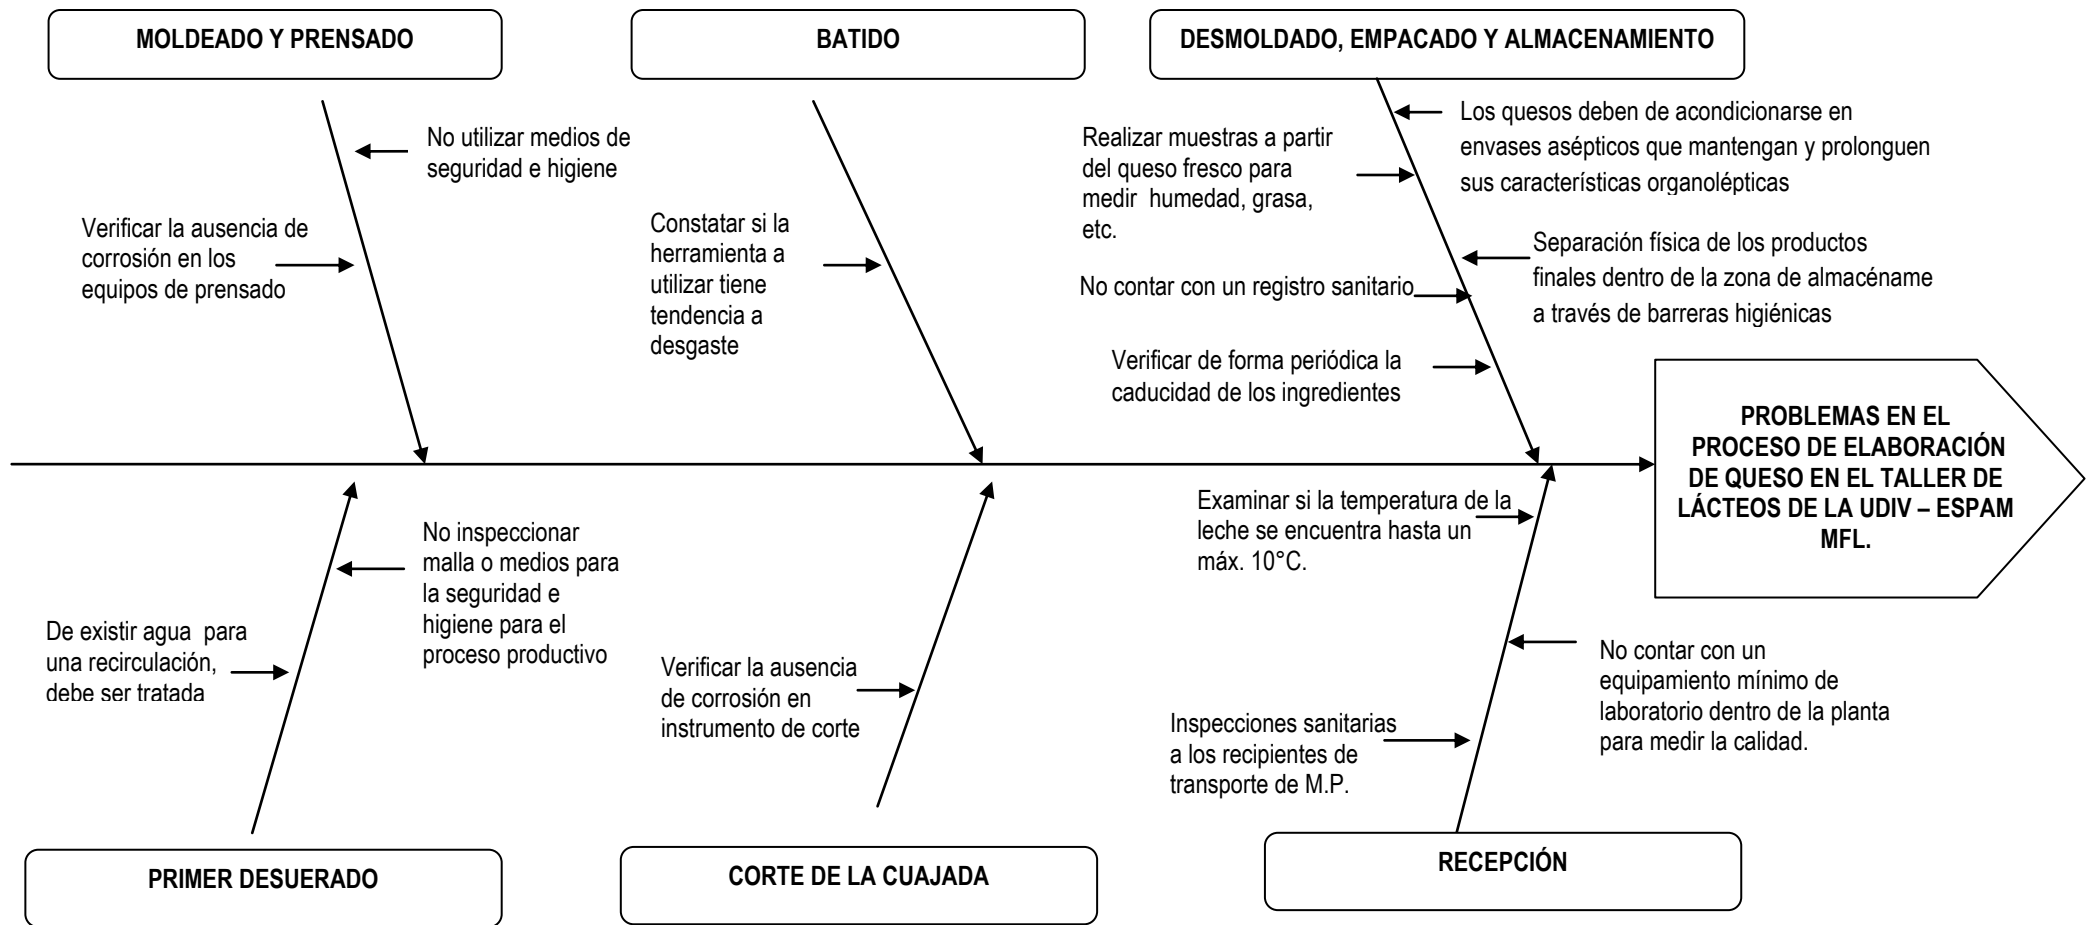 MOLDEADO Y PRENSADO
BATIDO
DESMOLDADO, EMPACADO Y ALMACENAMIENTO
No utilizar medios de
seguridad e higiene
Verificar la ausencia de
corrosión en los
equipos de prensado
Constatar si la
herramienta a
utilizar tiene
tendencia a
desgaste
Realizar muestras a partir
del queso fresco para
medir  humedad, grasa,
etc.
No contar con un registro sanitario
Verificar de forma periódica la
caducidad de los ingredientes
Los quesos deben de acondicionarse en
envases asépticos que mantengan y prolonguen
sus características organolépticas
Separación física de los productos
finales dentro de la zona de almacéname
a través de barreras higiénicas
PROBLEMAS EN EL
PROCESO DE ELABORACIÓN
DE QUESO EN EL TALLER DE
LÁCTEOS DE LA UDIV – ESPAM
MFL.
No inspeccionar
malla o medios para
la seguridad e
higiene para el
proceso productivo
De existir agua  para
una recirculación,
debe ser tratada
Verificar la ausencia
de corrosión en
instrumento de corte
Examinar si la temperatura de la
leche se encuentra hasta un
máx. 10°C.
Inspecciones sanitarias
a los recipientes de
transporte de M.P.
No contar con un
equipamiento mínimo de
laboratorio dentro de la planta
para medir la calidad.
PRIMER DESUERADO
CORTE DE LA CUAJADA
RECEPCIÓN